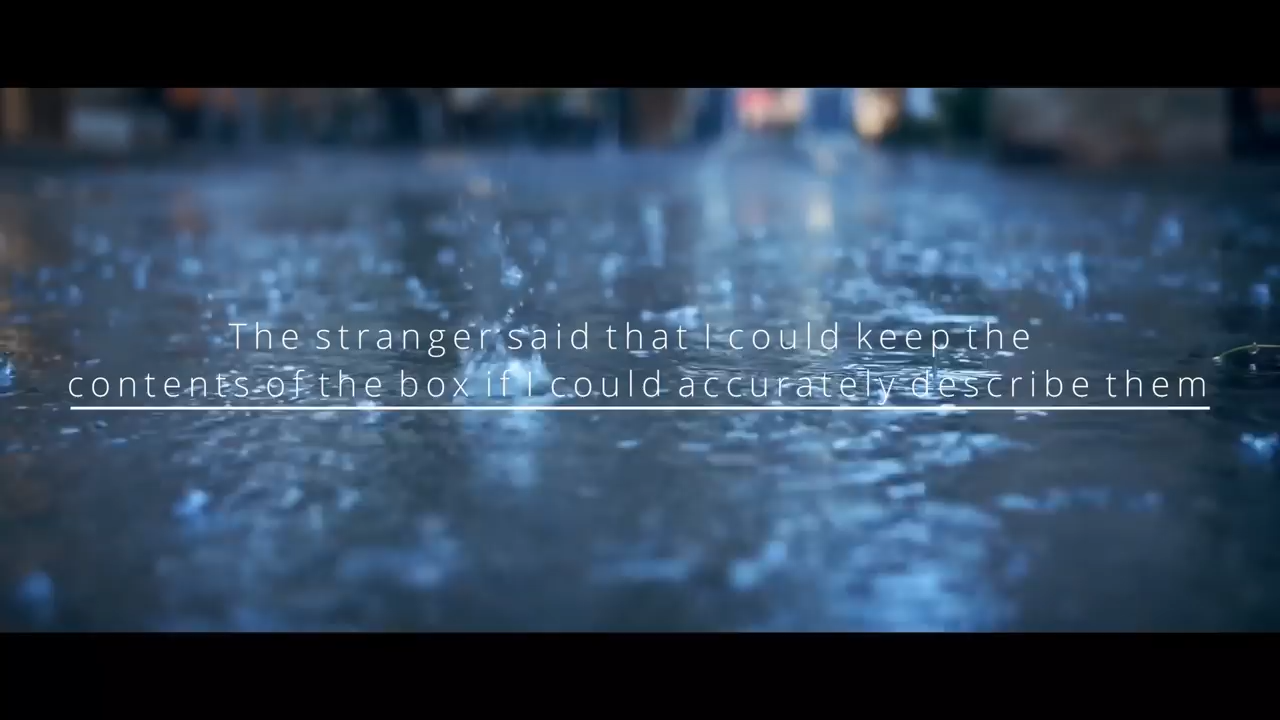 The stranger said that I could keep the
contents of the box if I could accurately describe them